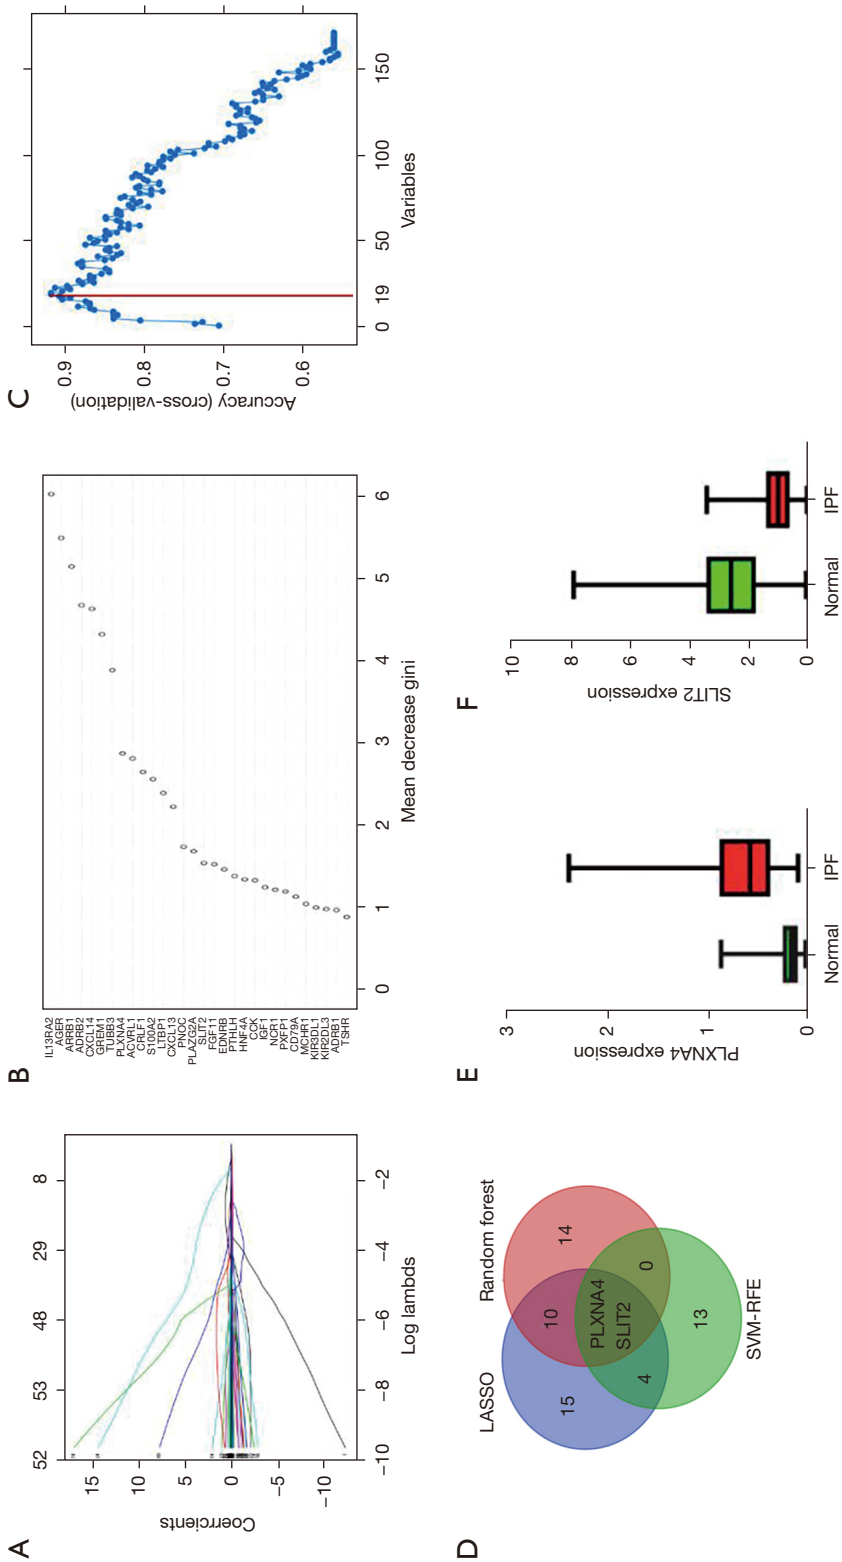 A
52
53
48
29
8
15
10
5
0
−5
−10
Coerrcients
−10
−8
−6
−4
−2
Log lambds
B
IL13RA2
AGER
ARRB1
ADRB2
CXCL14
GREM1
TUBB3
PLXNA4
ACVRL1
CRLF1
S100A2
LTBP1
CXCL13
PNOC
PLAZG2A
SLIT2
FGF11
EDNRB
PTHLH
HNF4A
CCK
IGF1
NCR1
PXFP1
CD79A
MCHR1
KIR3DL1
KIR2DL3
ADRB1
TSHR
0
1
2
3
4
5
6
Mean decrease gini
C
0.9
0.8
0.7
0.6
Accuracy (cross-validation)
0
19
50
100
150
Variables
D
LASSO
Random forest
15
10
14
PLXNA4
SLIT2
4
0
13
SVM-RFE
E
3
2
1
0
PLXNA4 expression
Normal
IPF
F
10
8
6
4
2
0
SLIT2 expression
Normal
IPF